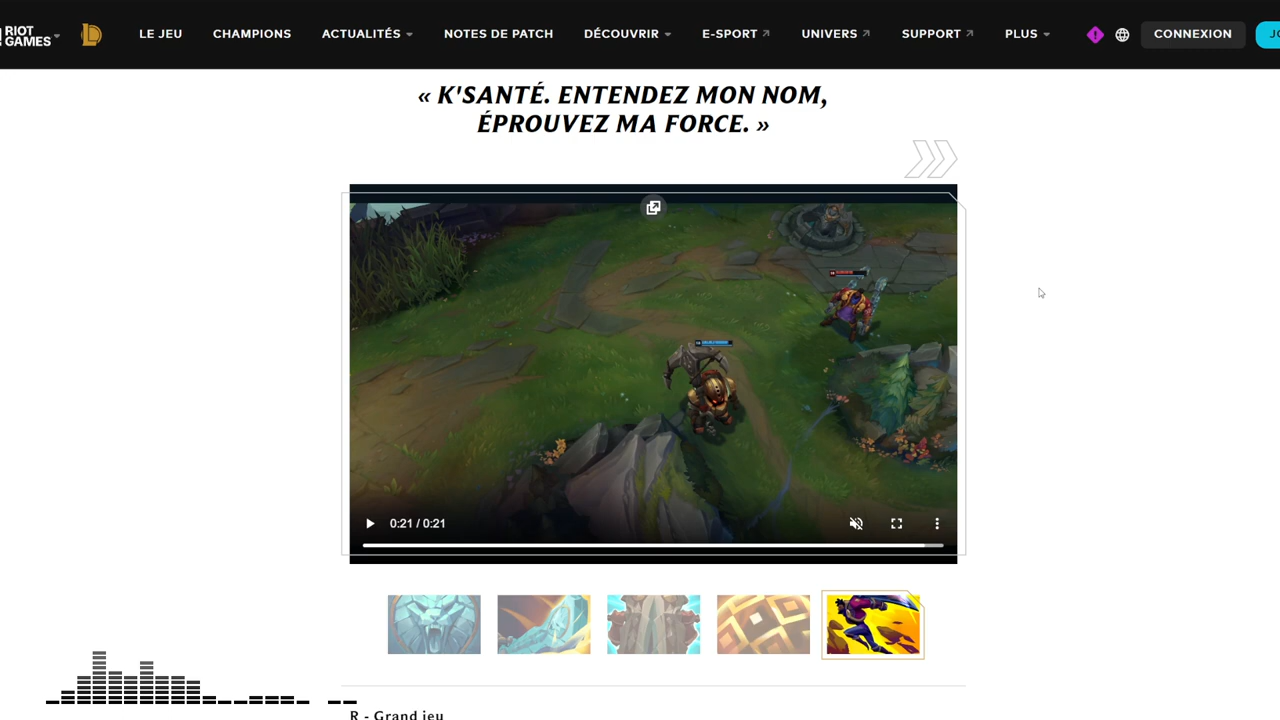 RIOT GAMES
LE JEU CHAMPIONS ACTUALITÉS NOTES DE PATCH DÉCOUVRIR E-SPORT UNIVERS SUPPORT PLUS CONNEXION JO
« K'SANTÉ. ENTENDEZ MON NOM,
ÉPROUVEZ MA FORCE. »
0:21 / 0:21
R - Grand jeu